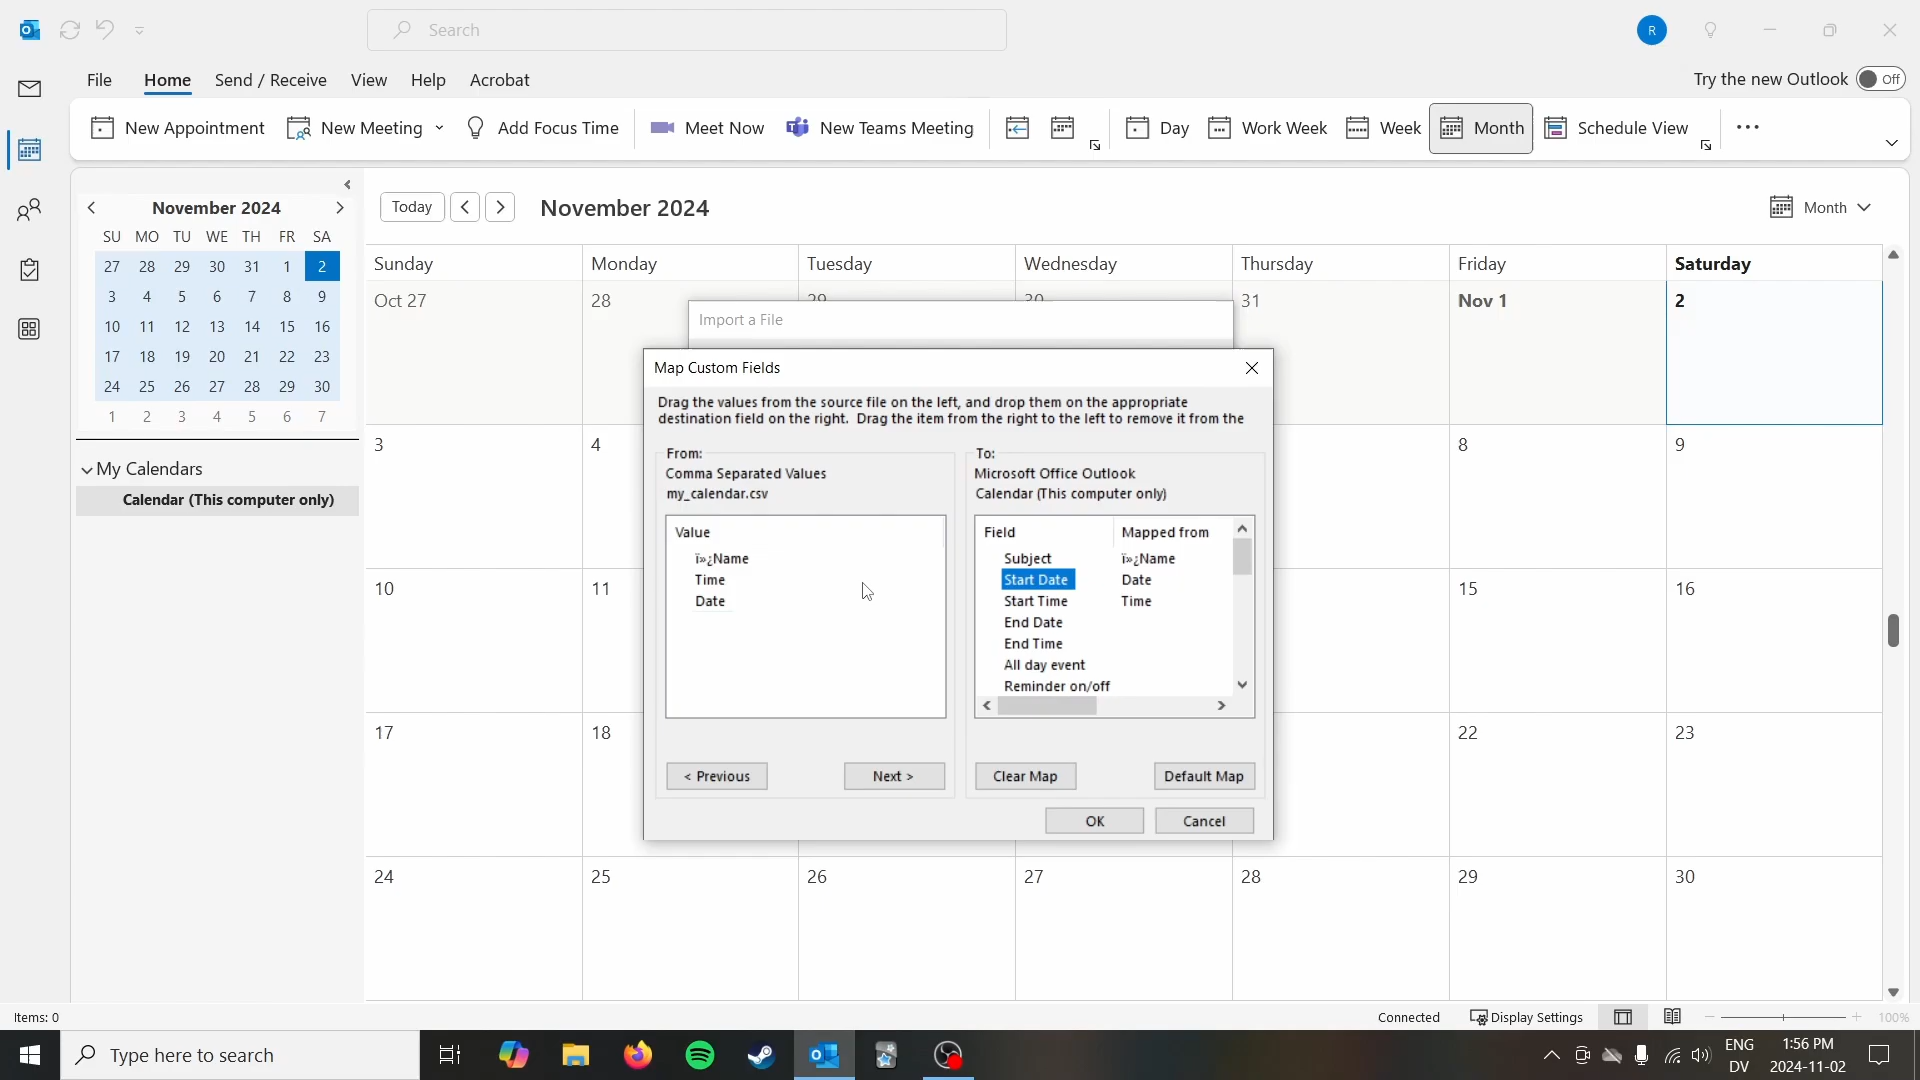 Search
R
File Home Send / Receive View Help Acrobat
Try the new Outlook Off
New Appointment New Meeting Add Focus Time Meet Now New Teams Meeting Day Work Week Week Month Schedule View ...
November 2024
SU MO TU WE TH FR SA
27 28 29 30 31 1 2
3 4 5 6 7 8 9
10 11 12 13 14 15 16
17 18 19 20 21 22 23
24 25 26 27 28 29 30
1 2 3 4 5 6 7
My Calendars
Calendar (This computer only)
Today November 2024 Month
Sunday Monday Tuesday Wednesday Thursday Friday Saturday
Oct 27 28 29 30 31 Nov 1 2
3 4 8 9
10 11 15 16
17 18 22 23
24 25 26 27 28 29 30
Import a File
Map Custom Fields
Drag the values from the source file on the left, and drop them on the appropriate
destination field on the right. Drag the item from the right to the left to remove it from the
From:
Comma Separated Values
my_calendar.csv
Value
ï»¿Name
Time
Date
< Previous Next >
To:
Microsoft Office Outlook
Calendar (This computer only)
Field Mapped from
Subject ï»¿Name
Start Date Date
Start Time Time
End Date
End Time
All day event
Reminder on/off
Clear Map Default Map
OK Cancel
Items: 0
Connected Display Settings 100%
Type here to search
ENG
DV
1:56 PM
2024-11-02